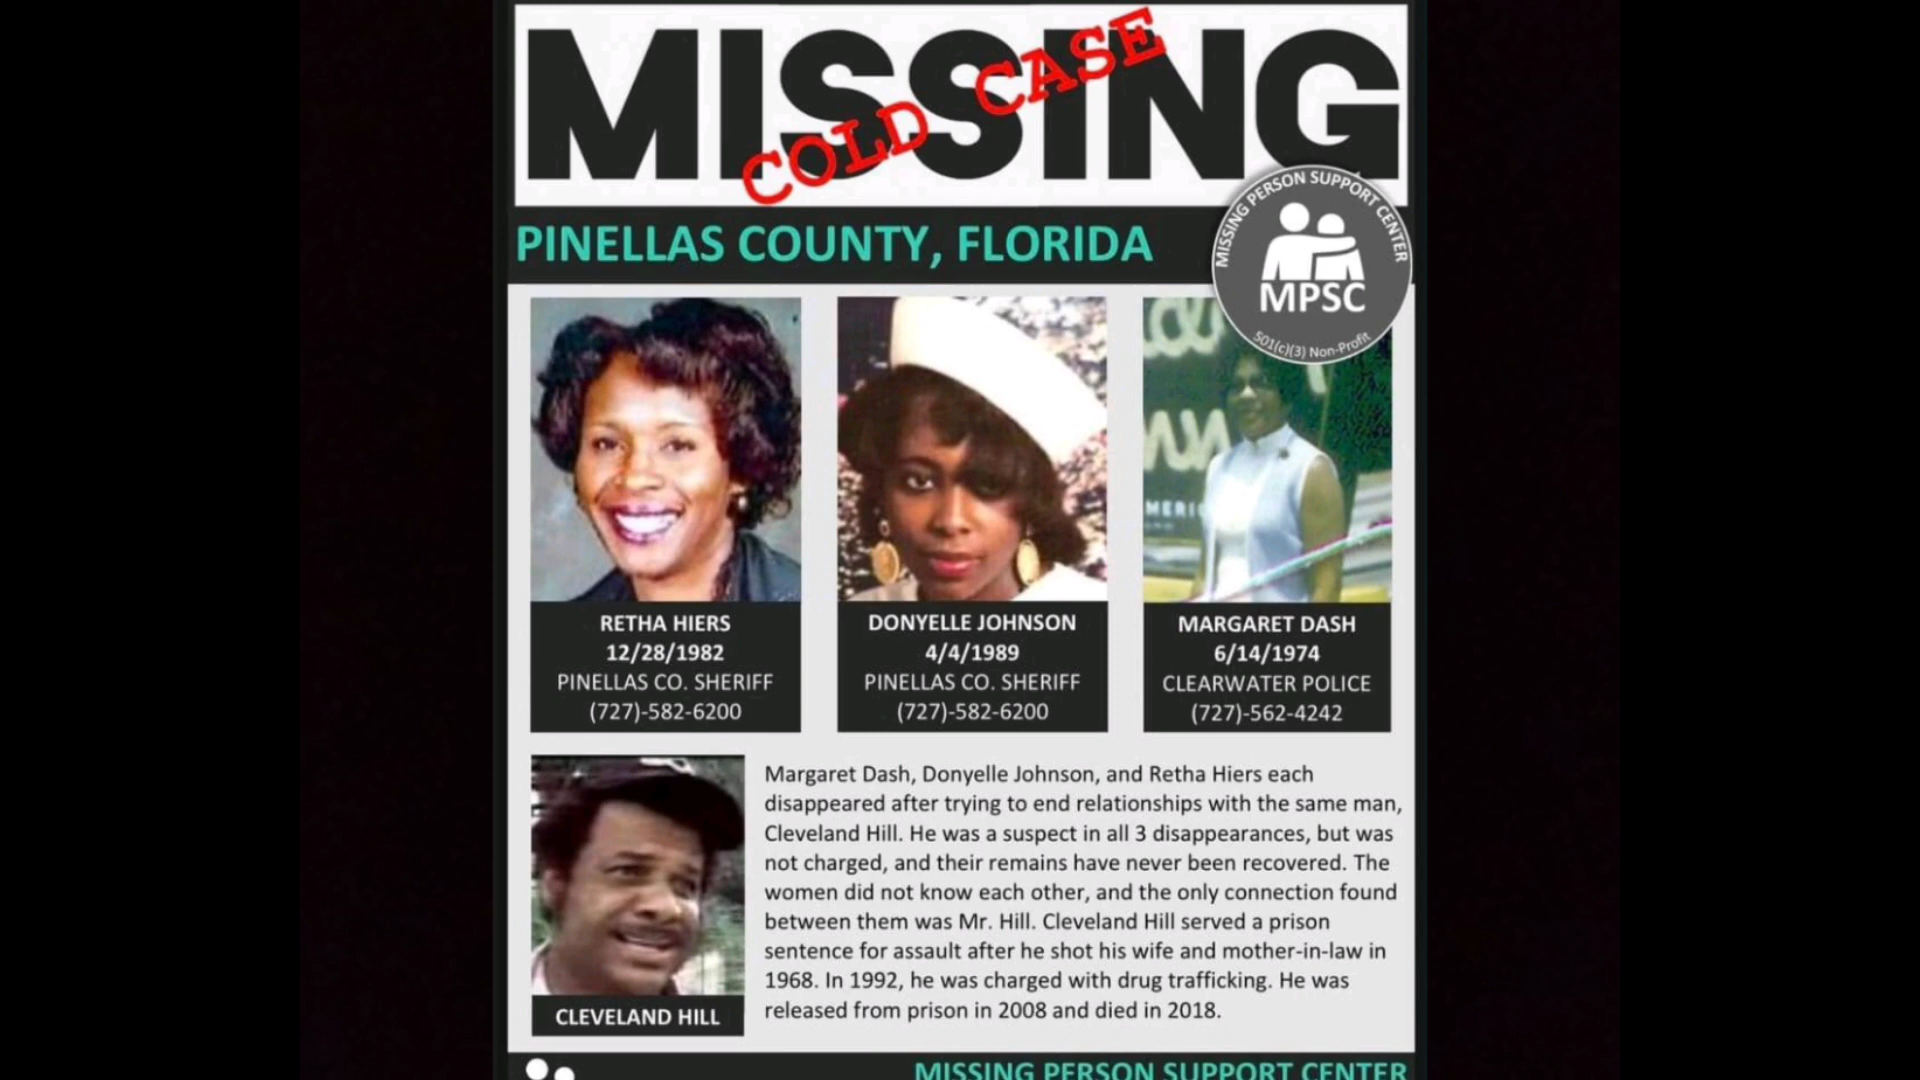 MISSING
COLD CASE
PINELLAS COUNTY, FLORIDA
MISSING PERSON SUPPORT CENTER
MPSC
501(c)(3) Non-Profit
MERI
RETHA HIERS
12/28/1982
PINELLAS CO. SHERIFF
(727)-582-6200
DONYELLE JOHNSON
4/4/1989
PINELLAS CO. SHERIFF
(727)-582-6200
MARGARET DASH
6/14/1974
CLEARWATER POLICE
(727)-562-4242
CLEVELAND HILL
Margaret Dash, Donyelle Johnson, and Retha Hiers each
disappeared after trying to end relationships with the same man,
Cleveland Hill. He was a suspect in all 3 disappearances, but was
not charged, and their remains have never been recovered. The
women did not know each other, and the only connection found
between them was Mr. Hill. Cleveland Hill served a prison
sentence for assault after he shot his wife and mother-in-law in
1968. In 1992, he was charged with drug trafficking. He was
released from prison in 2008 and died in 2018.
MISSING PERSON SUPPORT CENTER